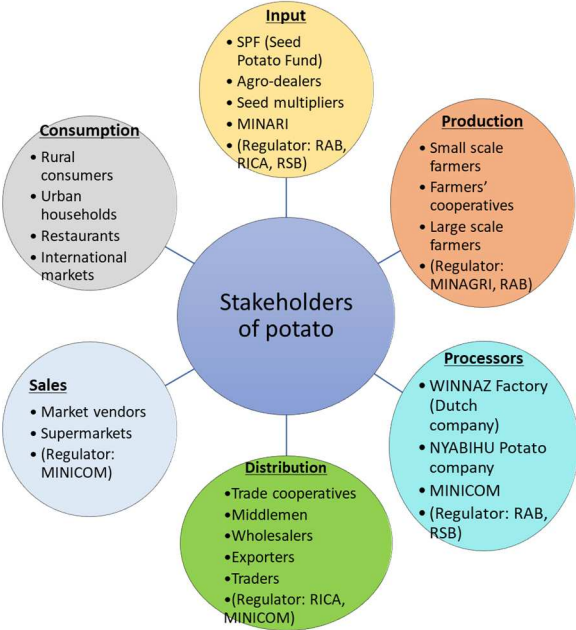 Input
• SPF (Seed
Potato Fund)
• Agro-dealers
• Seed multipliers
• MINARI
• (Regulator: RAB,
RICA, RSB)
Production
• Small scale
farmers
• Farmers’
cooperatives
• Large scale
farmers
• (Regulator:
MINAGRI, RAB)
Processors
• WINNAZ Factory
(Dutch
company)
• NYABIHU Potato
company
• MINICOM
• (Regulator: RAB,
RSB)
Distribution
•Trade cooperatives
•Middlemen
•Wholesalers
•Exporters
•Traders
•(Regulator: RICA,
MINICOM)
Sales
• Market vendors
• Supermarkets
• (Regulator:
MINICOM)
Consumption
• Rural
consumers
• Urban
households
• Restaurants
• International
markets
Stakeholders
of potato